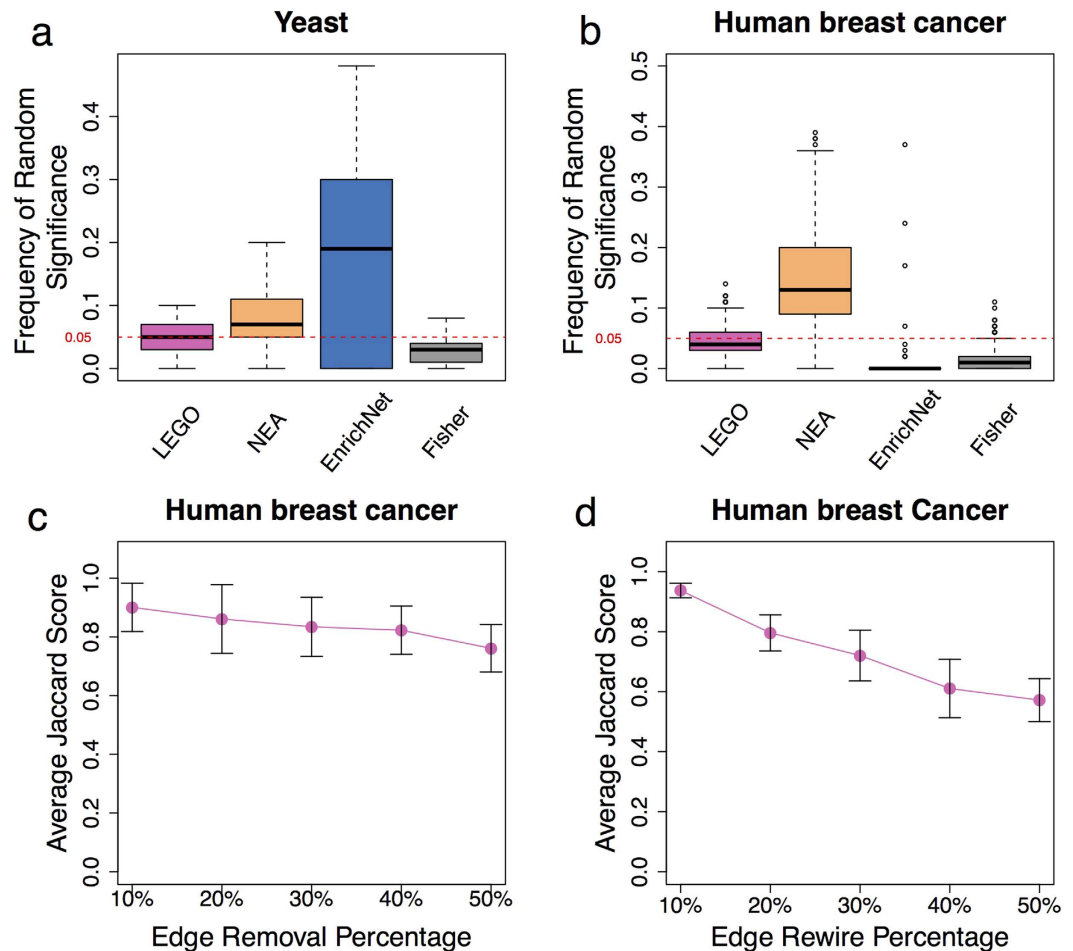 a
Yeast
Frequency of Random
Significance
0.4
0.3
0.2
0.1
0.05
0.0
LEGO
NEA
EnrichNet
Fisher
b
Human breast cancer
Frequency of Random
Significance
0.5
0.4
0.3
0.2
0.1
0.05
0.0
LEGO
NEA
EnrichNet
Fisher
c
Human breast cancer
Average Jaccard Score
1.0
0.8
0.6
0.4
0.2
0.0
10% 20% 30% 40% 50%
Edge Removal Percentage
d
Human breast Cancer
Average Jaccard Score
1.0
0.8
0.6
0.4
0.2
0.0
10% 20% 30% 40% 50%
Edge Rewire Percentage